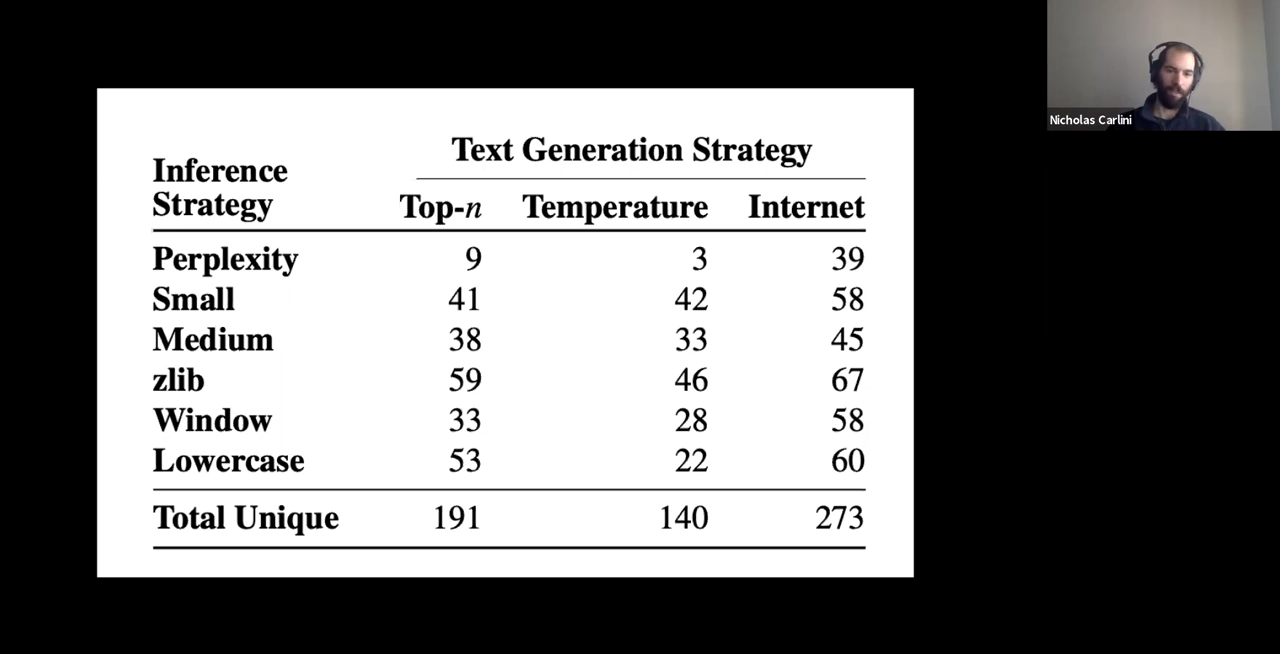 Text Generation Strategy
Inference
Strategy
Top-n Temperature Internet
Perplexity 9 3 39
Small 41 42 58
Medium 38 33 45
zlib 59 46 67
Window 33 28 58
Lowercase 53 22 60
Total Unique 191 140 273
Nicholas Carlini